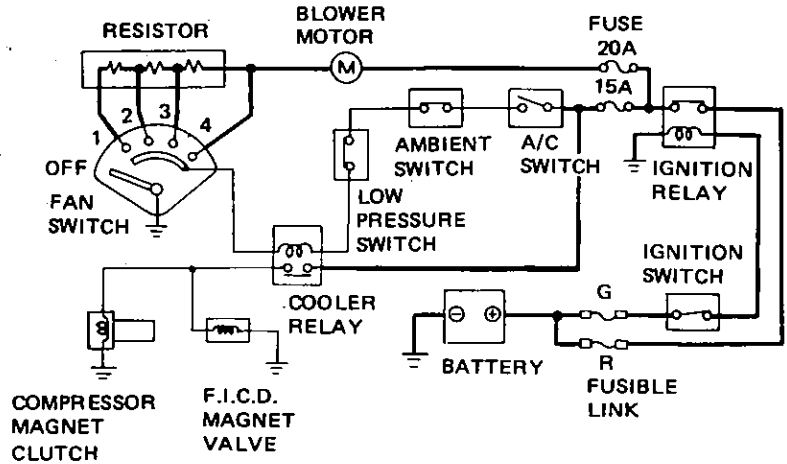 RESISTOR
BLOWER
MOTOR
FUSE
20A
15A
M
1
2
3
4
OFF
FAN
SWITCH
AMBIENT
SWITCH
A/C
SWITCH
IGNITION
RELAY
LOW
PRESSURE
SWITCH
COOLER
RELAY
IGNITION
SWITCH
G
BATTERY
R
FUSIBLE
LINK
COMPRESSOR
MAGNET
CLUTCH
F.I.C.D.
MAGNET
VALVE